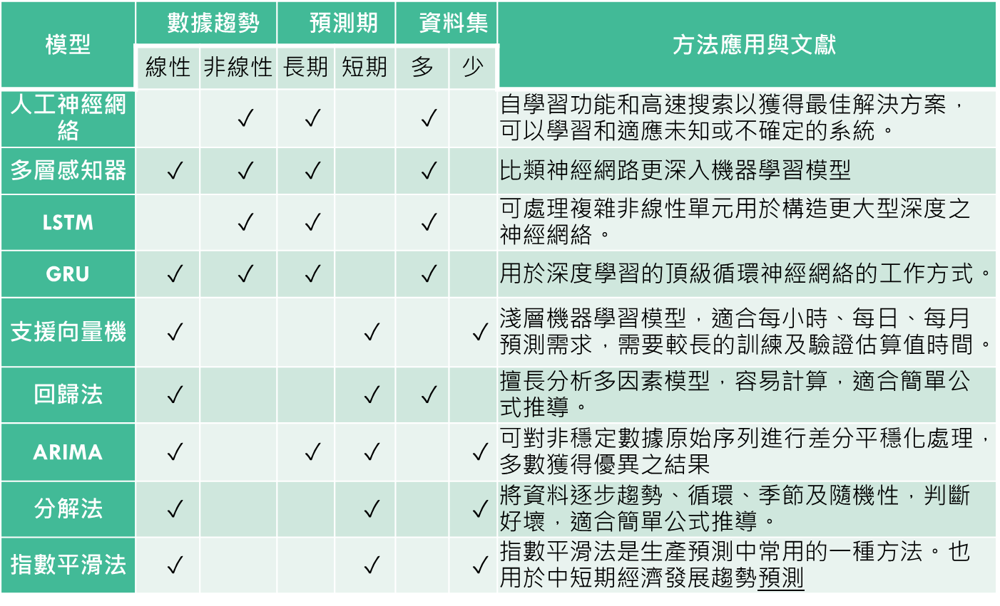 模型 數據趨勢 預測期 資料集 方法應用與文獻
線性 非線性 長期 短期 多 少
人工神經網
絡
✓ ✓ ✓
自學習功能和高速搜索以獲得最佳解決方案，
可以學習和適應未知或不確定的系統。
多層感知器 ✓ ✓ ✓ ✓ 比類神經網路更深入機器學習模型
LSTM ✓ ✓ ✓
可處理複雜非線性單元用於構造更大型深度之
神經網絡。
GRU ✓ ✓ ✓ ✓ 用於深度學習的頂級循環神經網絡的工作方式。
支援向量機 ✓ ✓ ✓
淺層機器學習模型，適合每小時、每日、每月
預測需求，需要較長的訓練及驗證估算值時間。
回歸法 ✓ ✓ ✓
擅長分析多因素模型，容易計算，適合簡單公
式推導。
ARIMA ✓ ✓ ✓ ✓
可對非穩定數據原始序列進行差分平穩化處理，
多數獲得優異之結果
分解法 ✓ ✓ ✓
將資料逐步趨勢、循環、季節及隨機性，判斷
好壞，適合簡單公式推導。
指數平滑法 ✓ ✓ ✓
指數平滑法是生產預測中常用的一種方法。也
用於中短期經濟發展趨勢預測